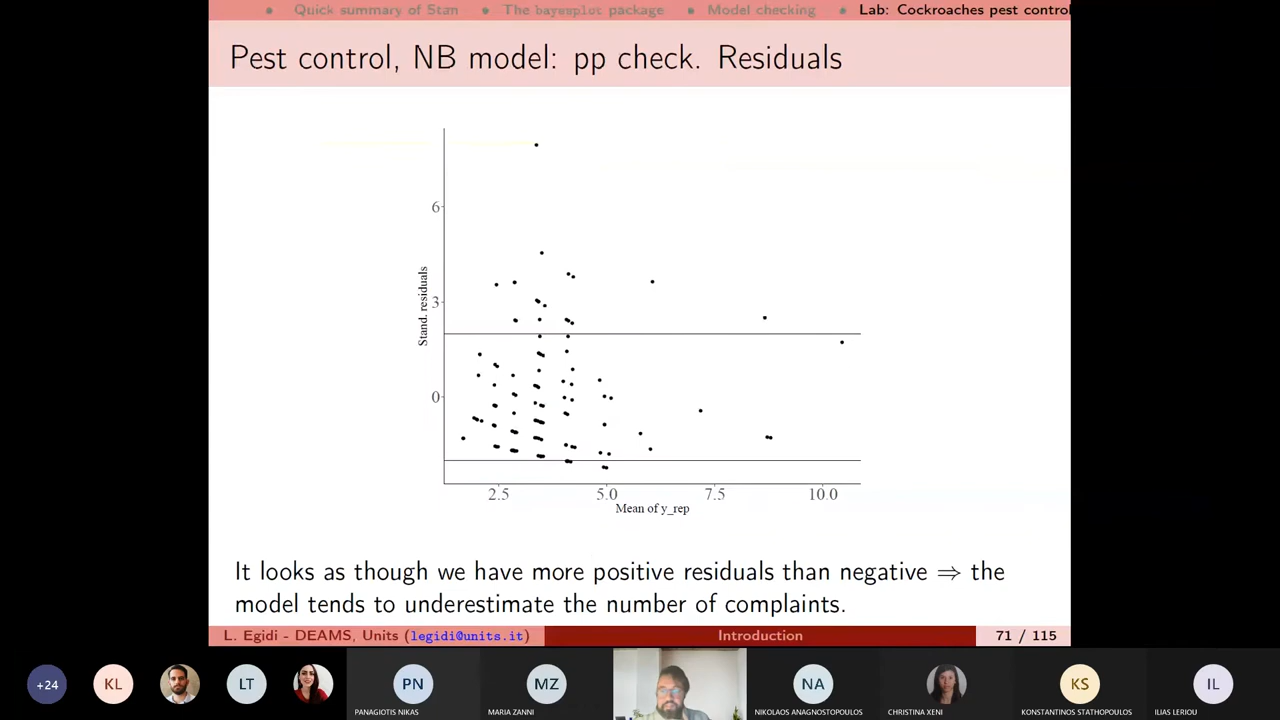 Quick summary of Stan • The bayesplot package • Model checking • Lab: Cockroaches pest control
Pest control, NB model: pp check. Residuals
6
3
0
Stand. residuals
2.5 5.0 7.5 10.0
Mean of y_rep
It looks as though we have more positive residuals than negative ⇒ the
model tends to underestimate the number of complaints.
L. Egidi - DEAMS, Units (legidi@units.it) Introduction 71 / 115
+24 KL LT PN MZ NA KS IL
PANAGIOTIS NIKAS MARIA ZANNI NIKOLAOS ANAGNOSTOPOULOS CHRISTINA XENI KONSTANTINOS STATHOPOULOS ILIAS LERIOU